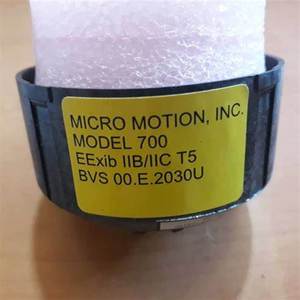 MICRO MOTION, INC.
MODEL 700
EExib IIB/IIC T5
BVS 00.E.2030U